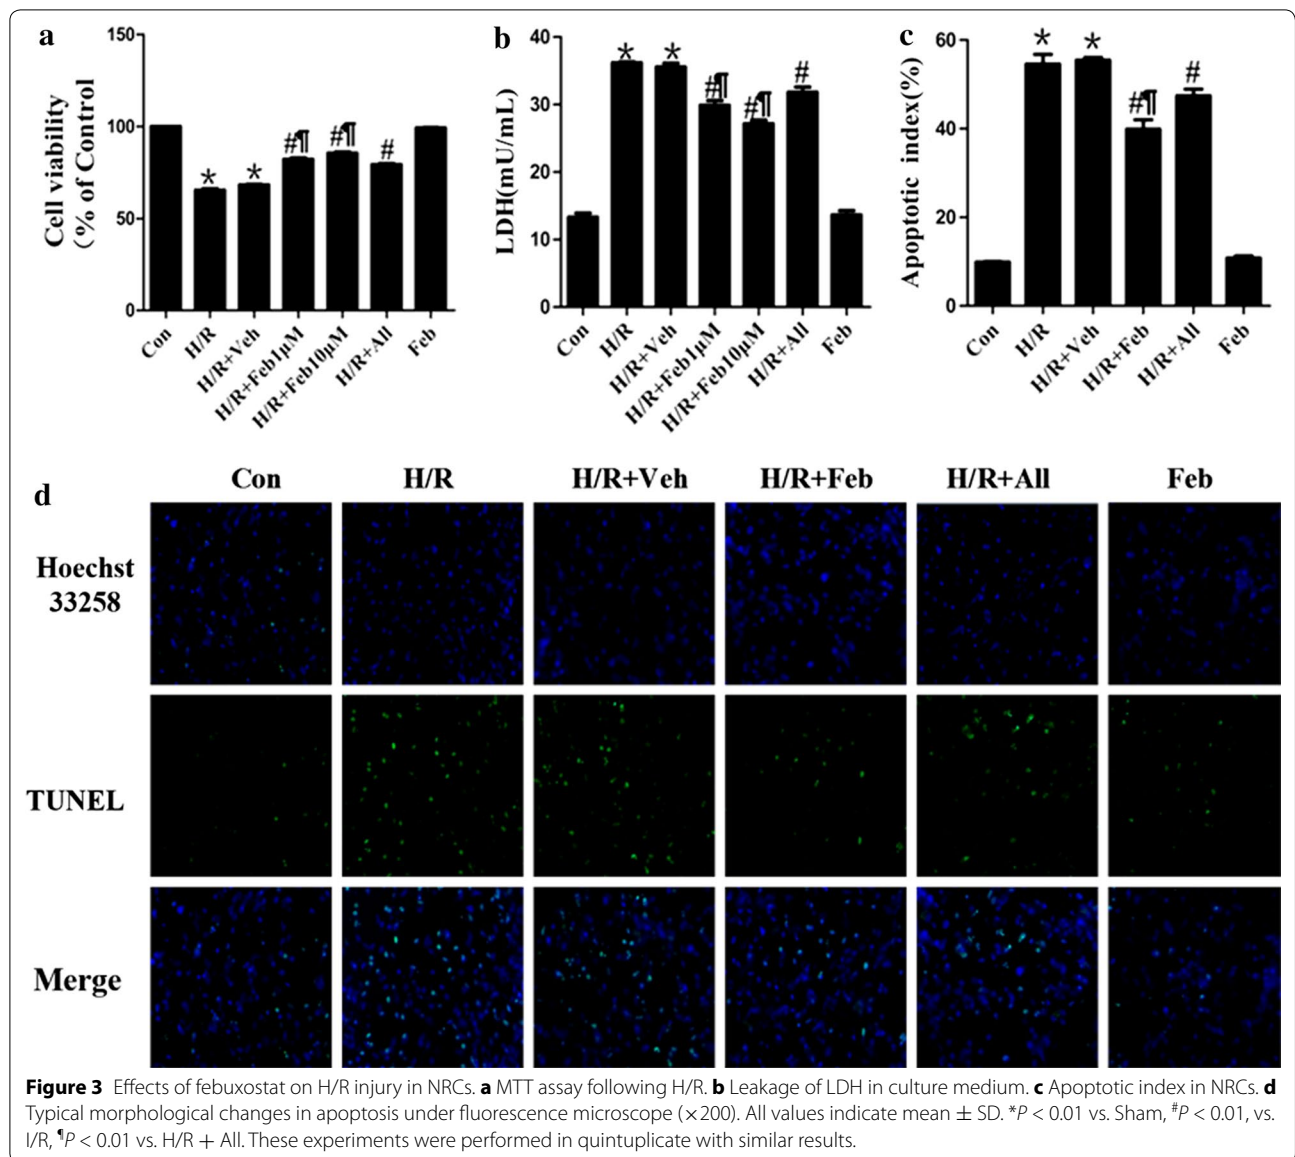 a
150
100
50
0
Cell viability
(% of Control
*
*
#¶
#¶
#
Con
H/R
H/R+Veh
H/R+Feb1μM
H/R+Feb10μM
H/R+All
Feb
b
40
30
20
10
0
LDH(mU/mL)
*
*
#¶
#¶
#
Con
H/R
H/R+Veh
H/R+Feb1μM
H/R+Feb10μM
H/R+All
Feb
c
60
40
20
0
Apoptotic index(%)
*
*
#¶
#
Con
H/R
H/R+Veh
H/R+Feb
H/R+All
Feb
d
Con H/R H/R+Veh H/R+Feb H/R+All Feb
Hoechst
33258
TUNEL
Merge
Figure 3 Effects of febuxostat on H/R injury in NRCs. a MTT assay following H/R. b Leakage of LDH in culture medium. c Apoptotic index in NRCs. d
Typical morphological changes in apoptosis under fluorescence microscope (×200). All values indicate mean ± SD. *P < 0.01 vs. Sham, #P < 0.01, vs.
I/R, ¶P < 0.01 vs. H/R + All. These experiments were performed in quintuplicate with similar results.